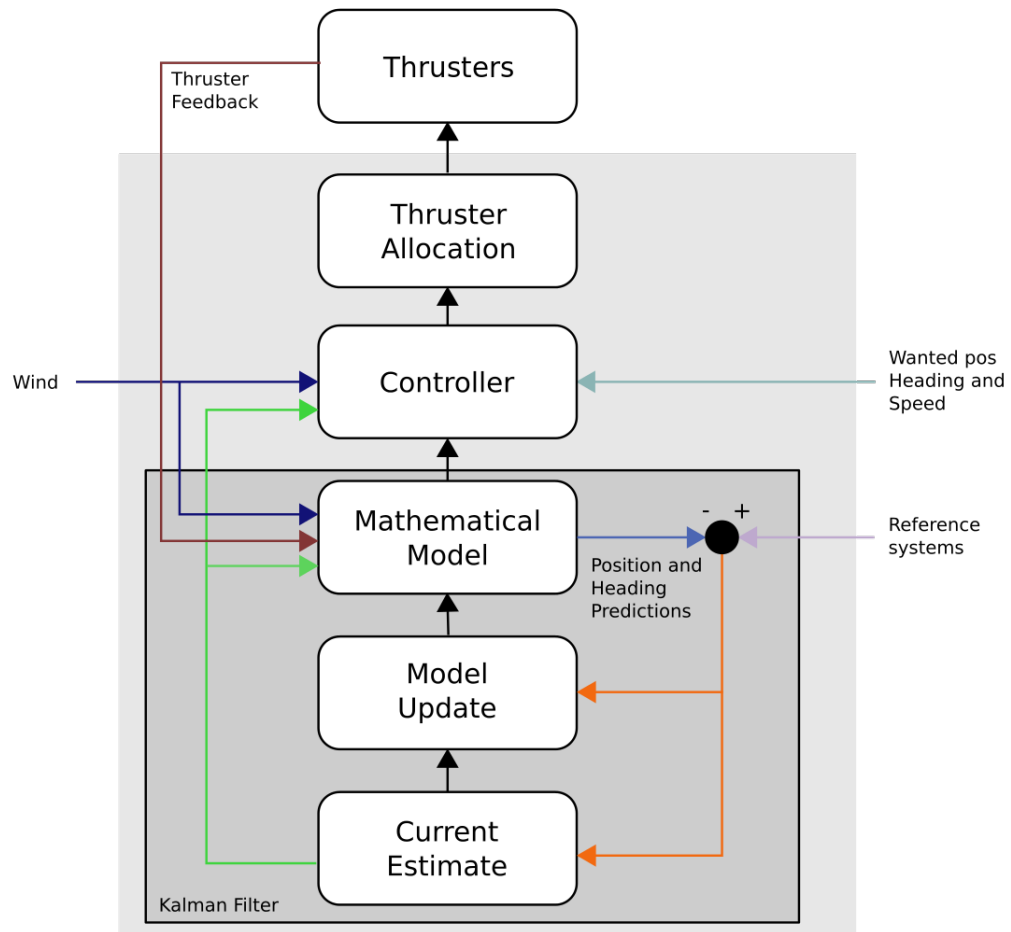 Thrusters
Thruster
Feedback
Thruster
Allocation
Wind
Controller
Wanted pos
Heading and
Speed
Mathematical
Model
- +
Reference
systems
Position and
Heading
Predictions
Model
Update
Current
Estimate
Kalman Filter